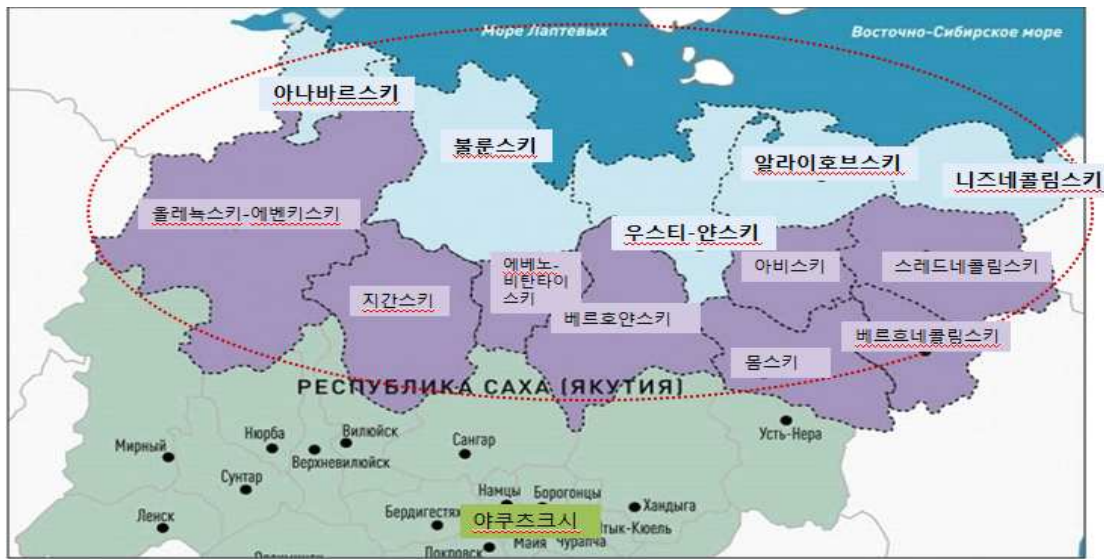 Море Лаптевых
Восточно-Сибирское море
아나바르스키
불룬스키
알라이호브스키
니즈네콜림스키
올레뇩스키-에벤키스키
우스티-얀스키
에베노-
비탄타이
스키
아비스키
스레드네콜림스키
지간스키
베르호얀스키
베르흐네콜림스키
몸스키
РЕСПУБЛИКА САХА (ЯКУТИЯ)
Мирный
Нюрба
Вилюйск
Верхневилюйск
Сангар
Усть-Нера
Сунтар
Намцы
Борогонцы
Хандыга
Ленск
Бердигестях
야쿠츠크시
тык-Кюель
Покровск
Майя
Чурапча